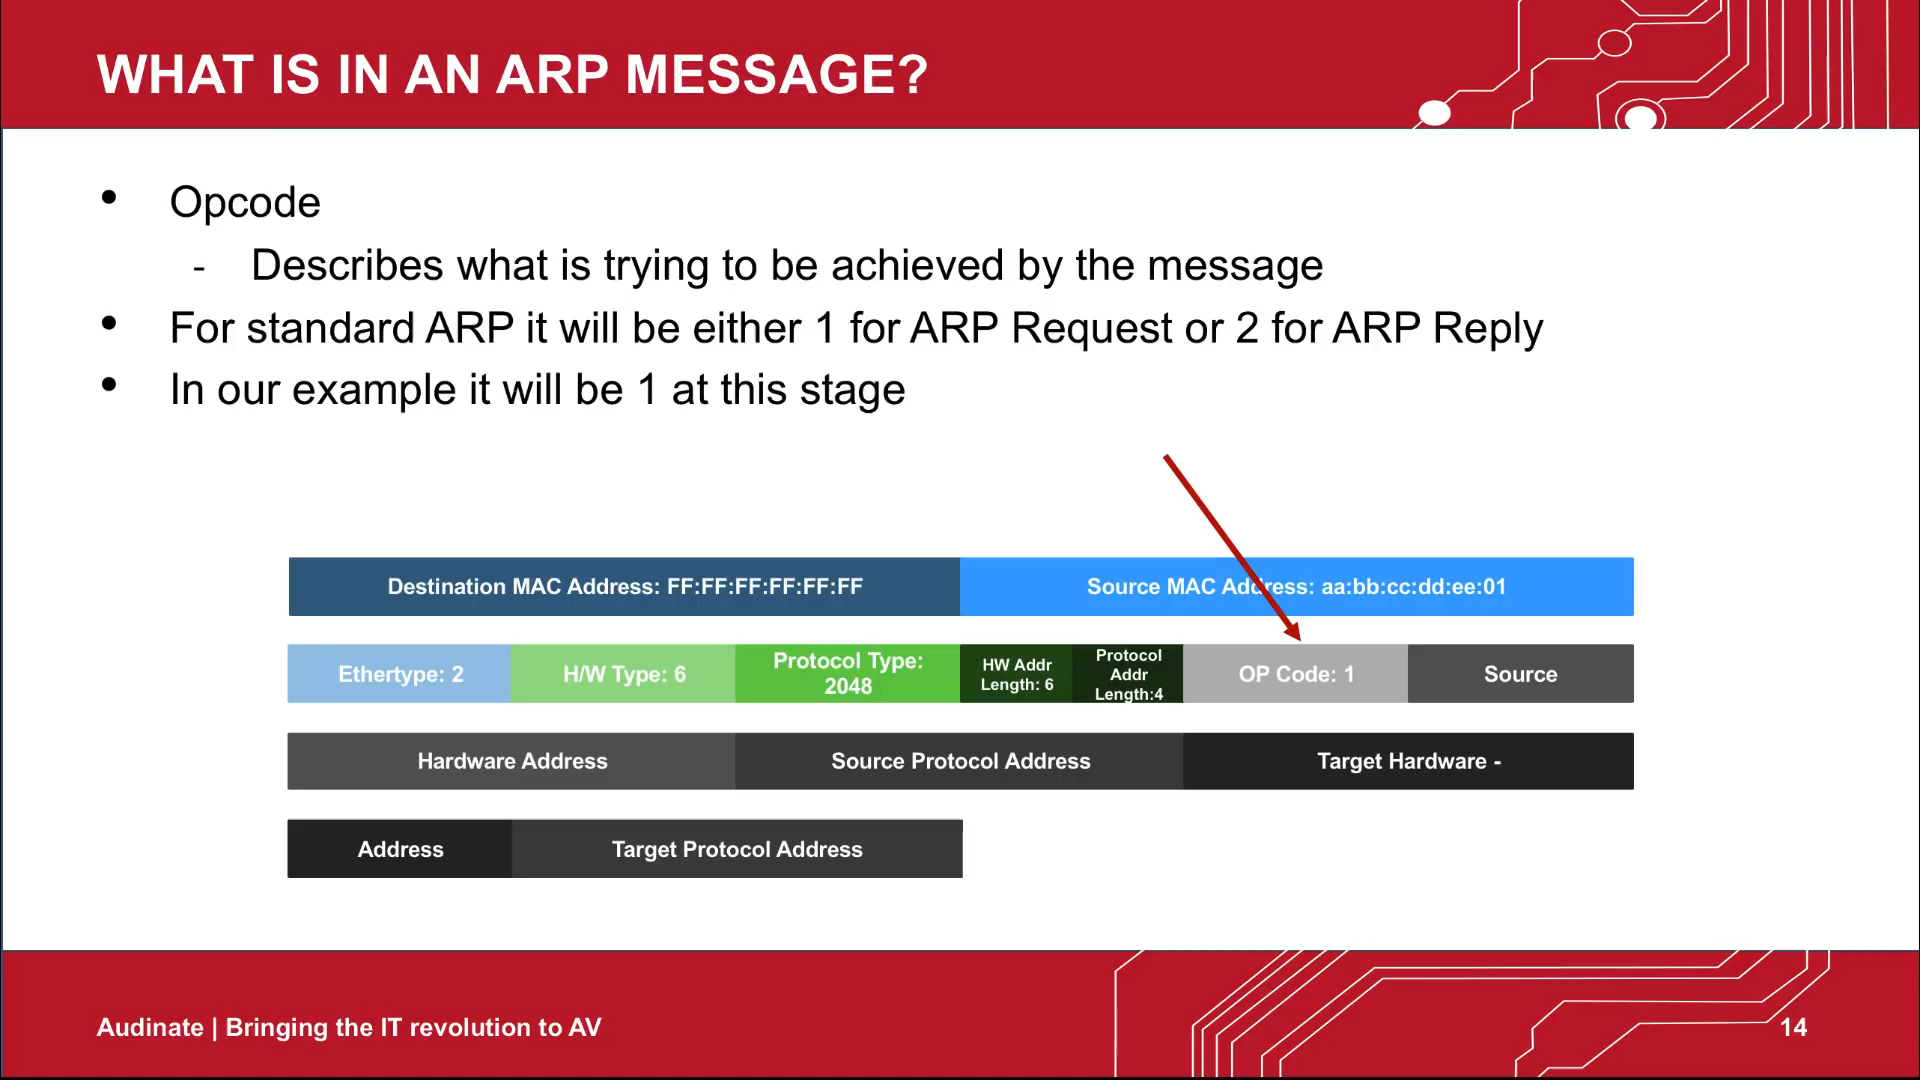 WHAT IS IN AN ARP MESSAGE?
• Opcode
- Describes what is trying to be achieved by the message
• For standard ARP it will be either 1 for ARP Request or 2 for ARP Reply
• In our example it will be 1 at this stage
Destination MAC Address: FF:FF:FF:FF:FF:FF
Source MAC Address: aa:bb:cc:dd:ee:01
Ethertype: 2
H/W Type: 6
Protocol Type:
2048
HW Addr
Length: 6
Protocol
Addr
Length:4
OP Code: 1
Source
Hardware Address
Source Protocol Address
Target Hardware -
Address
Target Protocol Address
Audinate | Bringing the IT revolution to AV
14